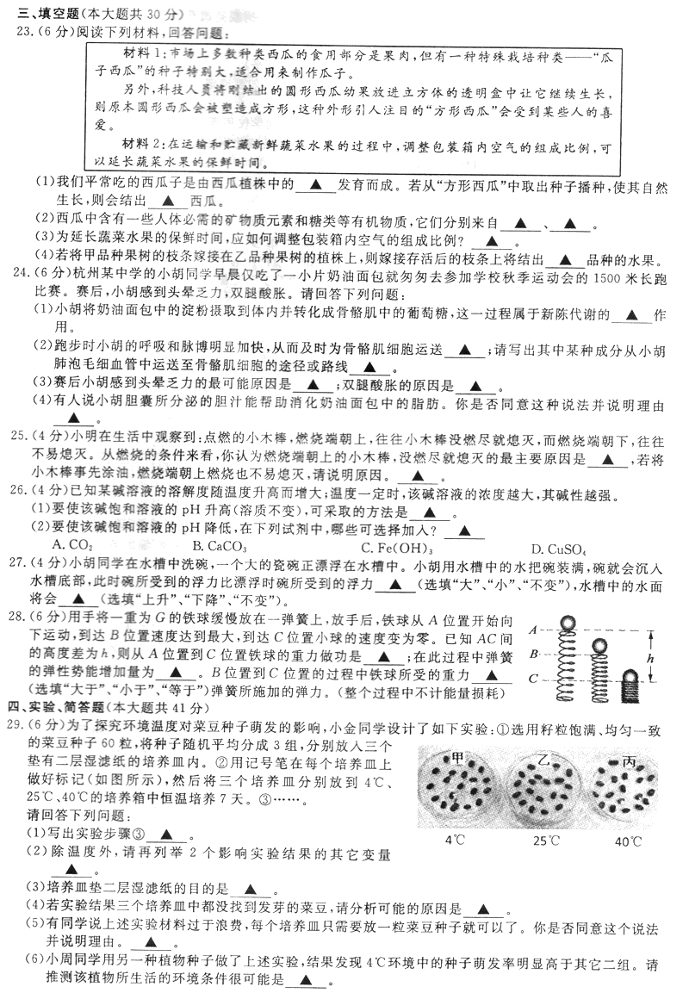 三、填空题(本大题共 30 分)
23.(6 分)阅读下列材料,回答问题:
材料 1:市场上多数种类西瓜的食用部分是果肉,但有一种特殊栽培种类——“瓜
子西瓜”的种子特别大,适合用来制作瓜子。
另外,科技人员将刚结出的圆形西瓜幼果放进立方体的透明盒中让它继续生长,
则原本圆形西瓜会被塑造成方形,这种外形引人注目的“方形西瓜”会受到某些人的喜
爱。
材料 2:在运输和贮藏新鲜蔬菜水果的过程中,调整包装箱内空气的组成比例,可
以延长蔬菜水果的保鲜时间。
(1)我们平常吃的西瓜子是由西瓜植株中的 ▲ 发育而成。若从“方形西瓜”中取出种子播种,使其自然
生长,则会结出 ▲ 西瓜。
(2)西瓜中含有一些人体必需的矿物质元素和糖类等有机物质,它们分别来自 ▲ 、 ▲ 。
(3)为延长蔬菜水果的保鲜时间,应如何调整包装箱内空气的组成比例? ▲ 。
(4)若将甲品种果树的枝条嫁接在乙品种果树的植株上,则嫁接存活后的枝条上将结出 ▲ 品种的水果。
24.(6 分)杭州某中学的小胡同学早晨仅吃了一小片奶油面包就匆匆去参加学校秋季运动会的 1500 米长跑
比赛。赛后,小胡感到头晕乏力,双腿酸胀。请回答下列问题:
(1)小胡将奶油面包中的淀粉摄取到体内并转化成骨骼肌中的葡萄糖,这一过程属于新陈代谢的 ▲ 作
用。
(2)跑步时小胡的呼吸和脉博明显加快,从而及时为骨骼肌细胞运送 ▲ ;请写出其中某种成分从小胡
肺泡毛细血管中运送至骨骼肌细胞的途径或路线 ▲ 。
(3)赛后小胡感到头晕乏力的最可能原因是 ▲ ;双腿酸胀的原因是 ▲ 。
(4)有人说小胡胆囊所分泌的胆汁能帮助消化奶油面包中的脂肪。你是否同意这种说法并说明理由
▲ 。
25.(4 分)小明在生活中观察到:点燃的小木棒,燃烧端朝上,往往小木棒没燃尽就熄灭,而燃烧端朝下,往往
不易熄灭。从燃烧的条件来看,你认为燃烧端朝上的小木棒,没燃尽就熄灭的最主要原因是 ▲ ,若将
小木棒事先涂油,燃烧端朝上燃烧也不易熄灭,请说明原因。 ▲ 。
26.(4 分)已知某碱溶液的溶解度随温度升高而增大;温度一定时,该碱溶液的浓度越大,其碱性越强。
(1)要使该碱饱和溶液的 pH 升高(溶质不变),可采取的方法是 ▲ 。
(2)要使该碱饱和溶液的 pH 降低,在下列试剂中,哪些可选择加入? ▲
A. CO₂ B. CaCO₃ C. Fe(OH)₃ D. CuSO₄
27.(4 分)小胡同学在水槽中洗碗,一个大的瓷碗正漂浮在水槽中。小胡用水槽中的水把碗装满,碗就会沉入
水槽底部,此时碗所受到的浮力比漂浮时碗所受到的浮力 ▲ (选填“大”、“小”、“不变”),水槽中的水面
将会 ▲ (选填“上升”、“下降”、“不变”)。
28.(6 分)用手将一重为 G 的铁球缓慢放在一弹簧上,放手后,铁球从 A 位置开始向
下运动,到达 B 位置速度达到最大,到达 C 位置小球的速度变为零。已知 AC 间
的高度差为 h,则从 A 位置到 C 位置铁球的重力做功是 ▲ ;在此过程中弹簧
的弹性势能增加量为 ▲ 。B 位置到 C 位置的过程中铁球所受的重力 ▲
(选填“大于”、“小于”、“等于”)弹簧所施加的弹力。(整个过程中不计能量损耗)
A
B
C
h
四、实验、简答题(本大题共 41 分)
29.(6 分)为了探究环境温度对菜豆种子萌发的影响,小金同学设计了如下实验:①选用籽粒饱满、均匀一致
的菜豆种子 60 粒,将种子随机平均分成 3 组,分别放入三个
垫有二层湿滤纸的培养皿内。②用记号笔在每个培养皿上
做好标记(如图所示),然后将三个培养皿分别放到 4℃、
25℃、40℃的培养箱中恒温培养 7 天。③……。
甲 乙 丙
4℃ 25℃ 40℃
请回答下列问题:
(1)写出实验步骤③ ▲ 。
(2)除温度外,请再列举 2 个影响实验结果的其它变量
▲ 。
(3)培养皿垫二层湿滤纸的目的是 ▲ 。
(4)若实验结果三个培养皿中都没找到发芽的菜豆,请分析可能的原因是 ▲ 。
(5)有同学说上述实验材料过于浪费,每个培养皿只需要放一粒菜豆种子就可以了。你是否同意这个说法
并说明理由。 ▲ 。
(6)小周同学用另一种植物种子做了上述实验,结果发现 4℃环境中的种子萌发率明显高于其它二组。请
推测该植物所生活的环境条件很可能是 ▲ 。